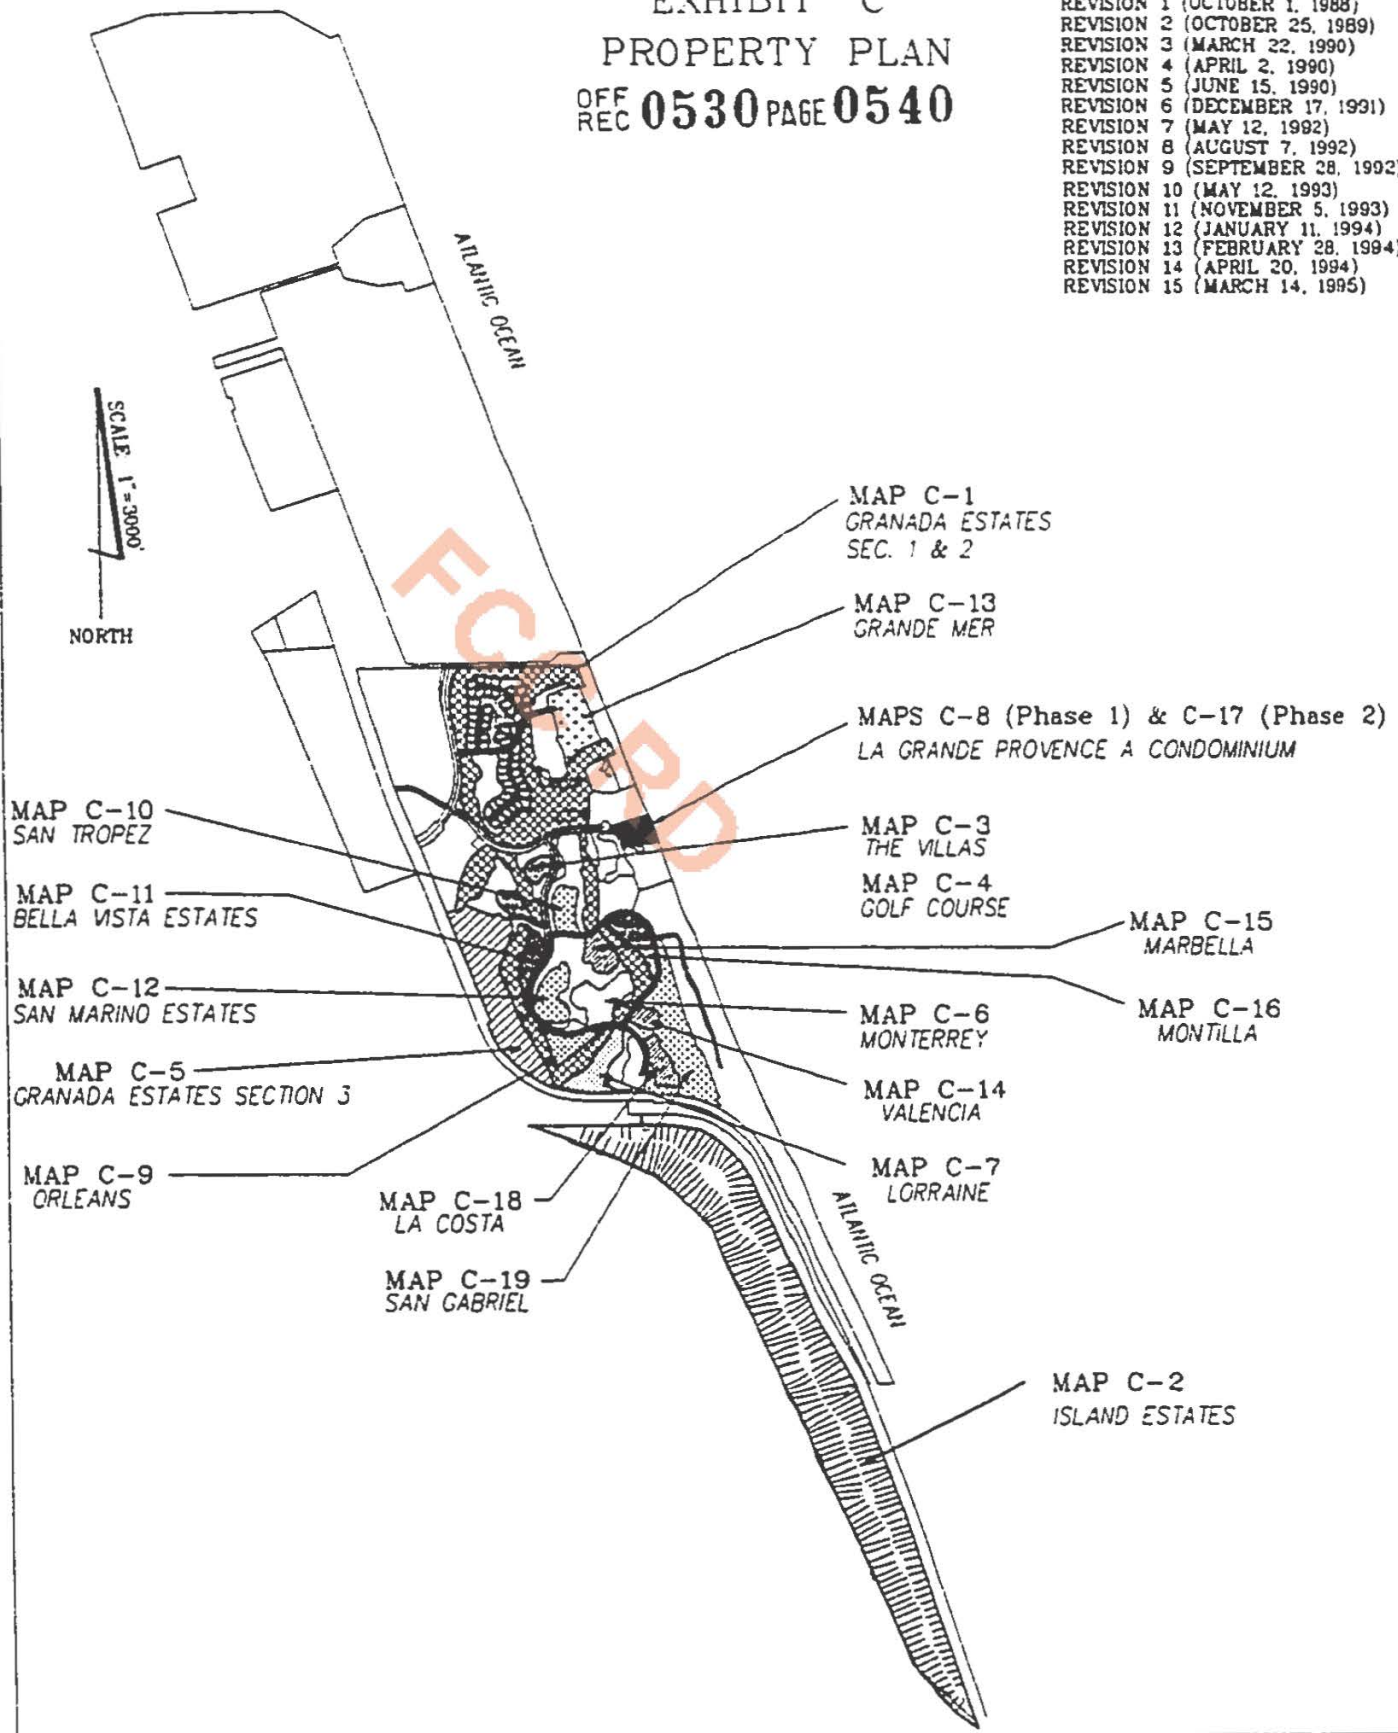 EXHIBIT "C"
PROPERTY PLAN
OFF REC 0530 PAGE 0540
REVISION 1 (OCTOBER 1, 1988)
REVISION 2 (OCTOBER 25, 1989)
REVISION 3 (MARCH 22, 1990)
REVISION 4 (APRIL 2, 1990)
REVISION 5 (JUNE 15, 1990)
REVISION 6 (DECEMBER 17, 1991)
REVISION 7 (MAY 12, 1992)
REVISION 8 (AUGUST 7, 1992)
REVISION 9 (SEPTEMBER 28, 1992)
REVISION 10 (MAY 12, 1993)
REVISION 11 (NOVEMBER 5, 1993)
REVISION 12 (JANUARY 11, 1994)
REVISION 13 (FEBRUARY 28, 1994)
REVISION 14 (APRIL 20, 1994)
REVISION 15 (MARCH 14, 1995)
ATLANTIC OCEAN
SCALE 1"=3000'
NORTH
FCC RD
MAP C-1
GRANADA ESTATES
SEC. 1 & 2
MAP C-13
GRANDE MER
MAPS C-8 (Phase 1) & C-17 (Phase 2)
LA GRANDE PROVENCE A CONDOMINIUM
MAP C-10
SAN TROPEZ
MAP C-3
THE VILLAS
MAP C-4
GOLF COURSE
MAP C-11
BELLA VISTA ESTATES
MAP C-15
MARBELLA
MAP C-12
SAN MARINO ESTATES
MAP C-6
MONTERREY
MAP C-16
MONTILLA
MAP C-5
GRANADA ESTATES SECTION 3
MAP C-14
VALENCIA
MAP C-9
ORLEANS
MAP C-7
LORRAINE
MAP C-18
LA COSTA
MAP C-19
SAN GABRIEL
ATLANTIC OCEAN
MAP C-2
ISLAND ESTATES